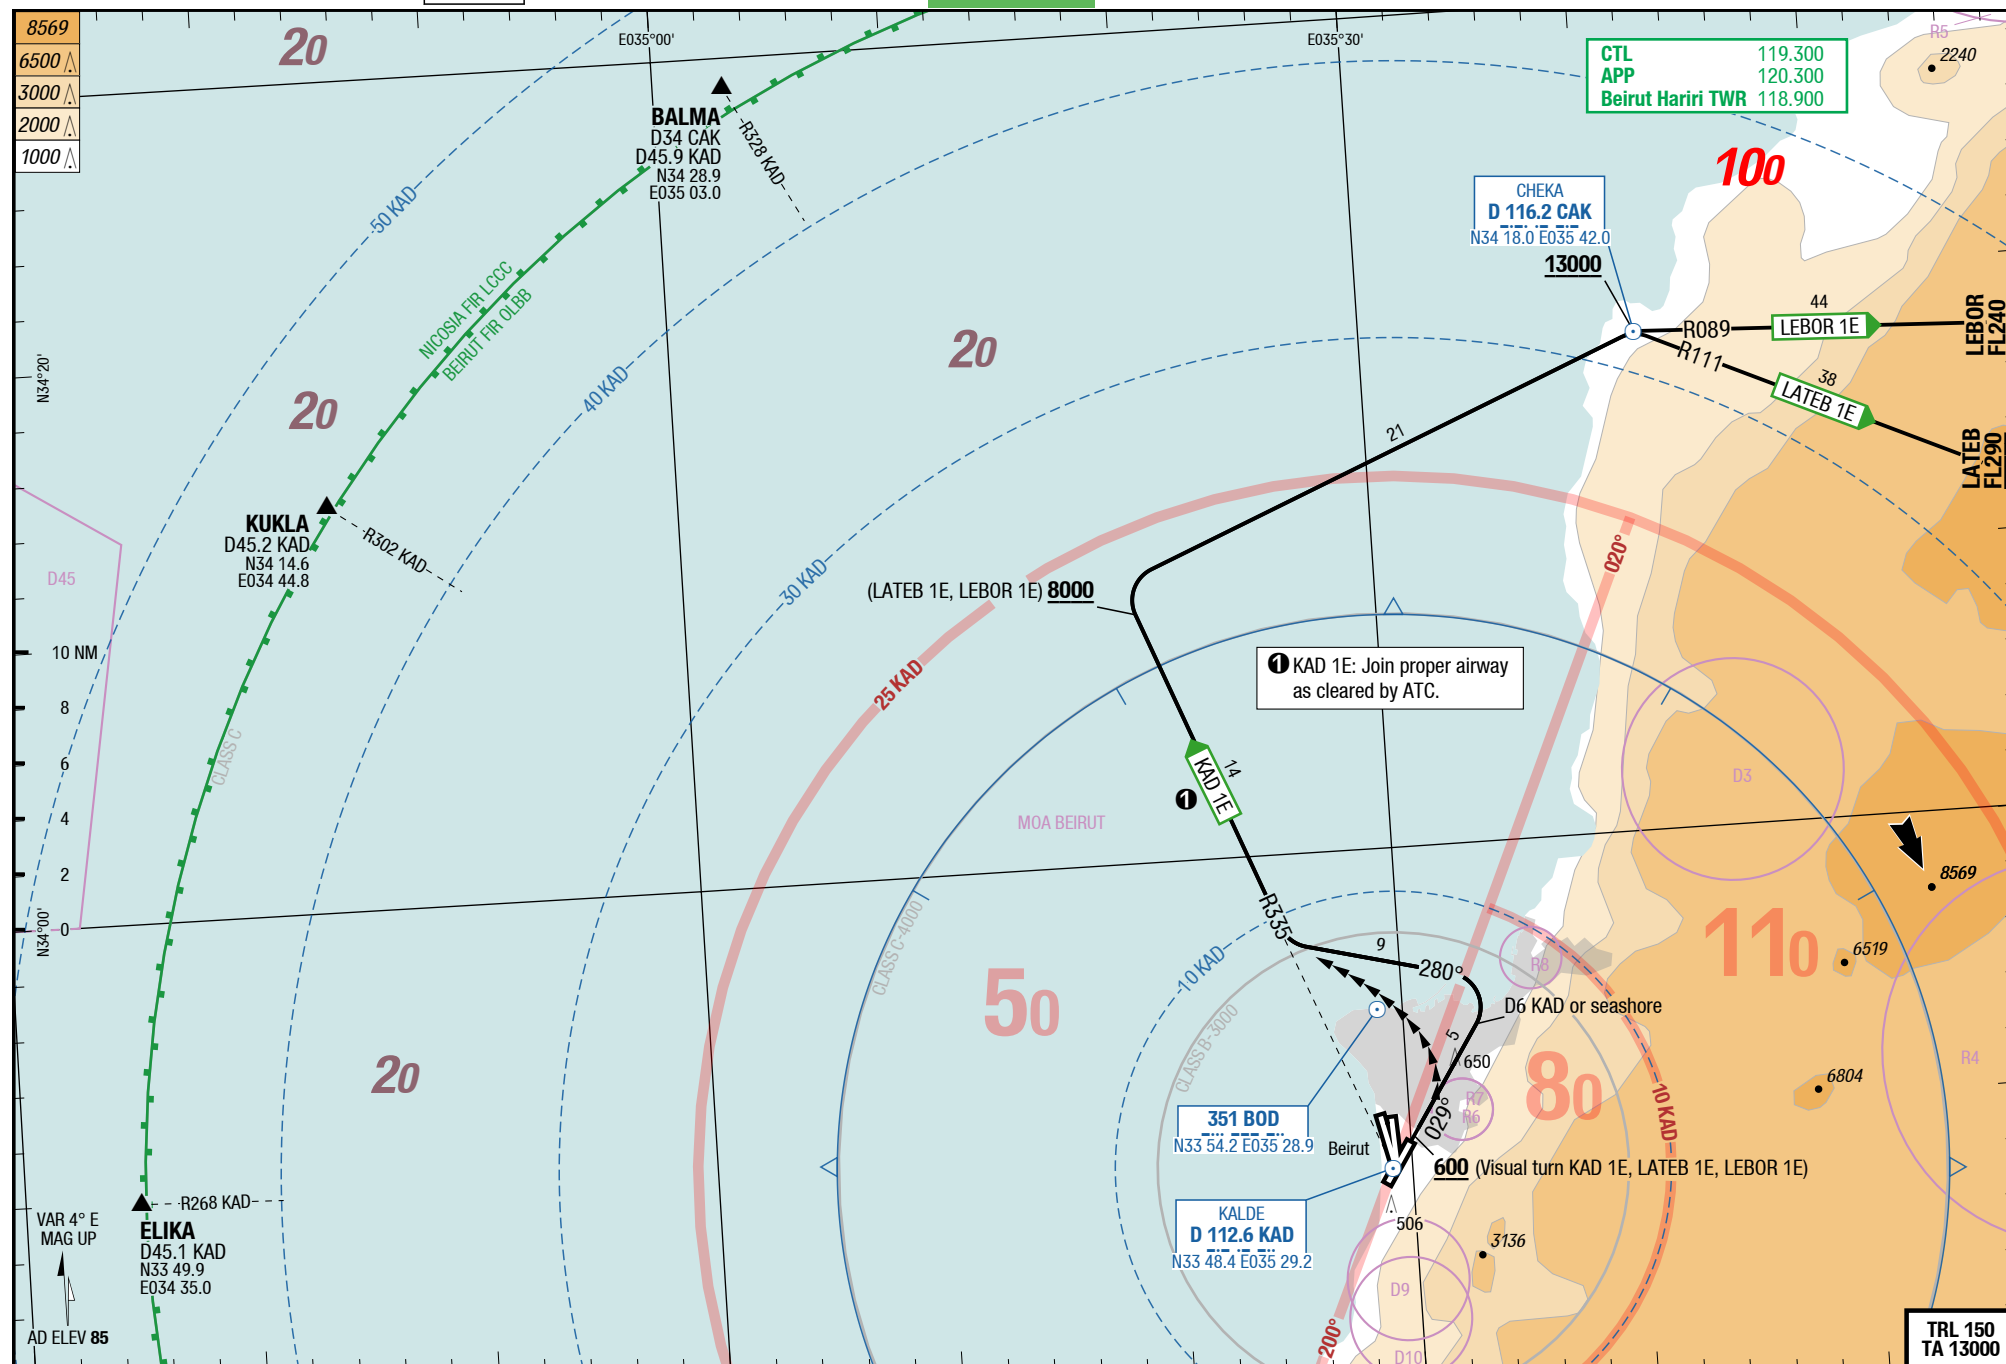 8569
6500
3000
2000
1000
20
E035°00'
E035°30'
R5
2240
CTL 119.300
APP 120.300
Beirut Hariri TWR 118.900
BALMA
D34 CAK
D45.9 KAD
N34 28.9
E035 03.0
R328 KAD
50 KAD
100
CHEKA
D 116.2 CAK
N34 18.0 E035 42.0
13000
NICOSIA FIR LCCC
BEIRUT FIR OLBB
44
R089
LEBOR 1E
LEBOR
FL240
R111
38
LATEB 1E
LATEB
FL290
N34°20'
20
20
40 KAD
21
KUKLA
D45.2 KAD
N34 14.6
E034 44.8
R302 KAD
D45
30 KAD
(LATEB 1E, LEBOR 1E) 8000
020°
25 KAD
10 NM
8
6
4
2
0
N34°00'
1 KAD 1E: Join proper airway
as cleared by ATC.
CLASS C
KAD 1E
14
1
MOA BEIRUT
D3
8569
R335
9
280°
CLASS C-4000
10 KAD
50
110
6519
R8
D6 KAD or seashore
CLASS B-3000
5
650
R7
R6
029°
80
10 KAD
6804
R4
20
351 BOD
N33 54.2 E035 28.9
Beirut
600 (Visual turn KAD 1E, LATEB 1E, LEBOR 1E)
R268 KAD
ELIKA
D45.1 KAD
N33 49.9
E034 35.0
VAR 4° E
MAG UP
AD ELEV 85
KALDE
D 112.6 KAD
N33 48.4 E035 29.2
506
3136
D9
200°
D10
TRL 150
TA 13000